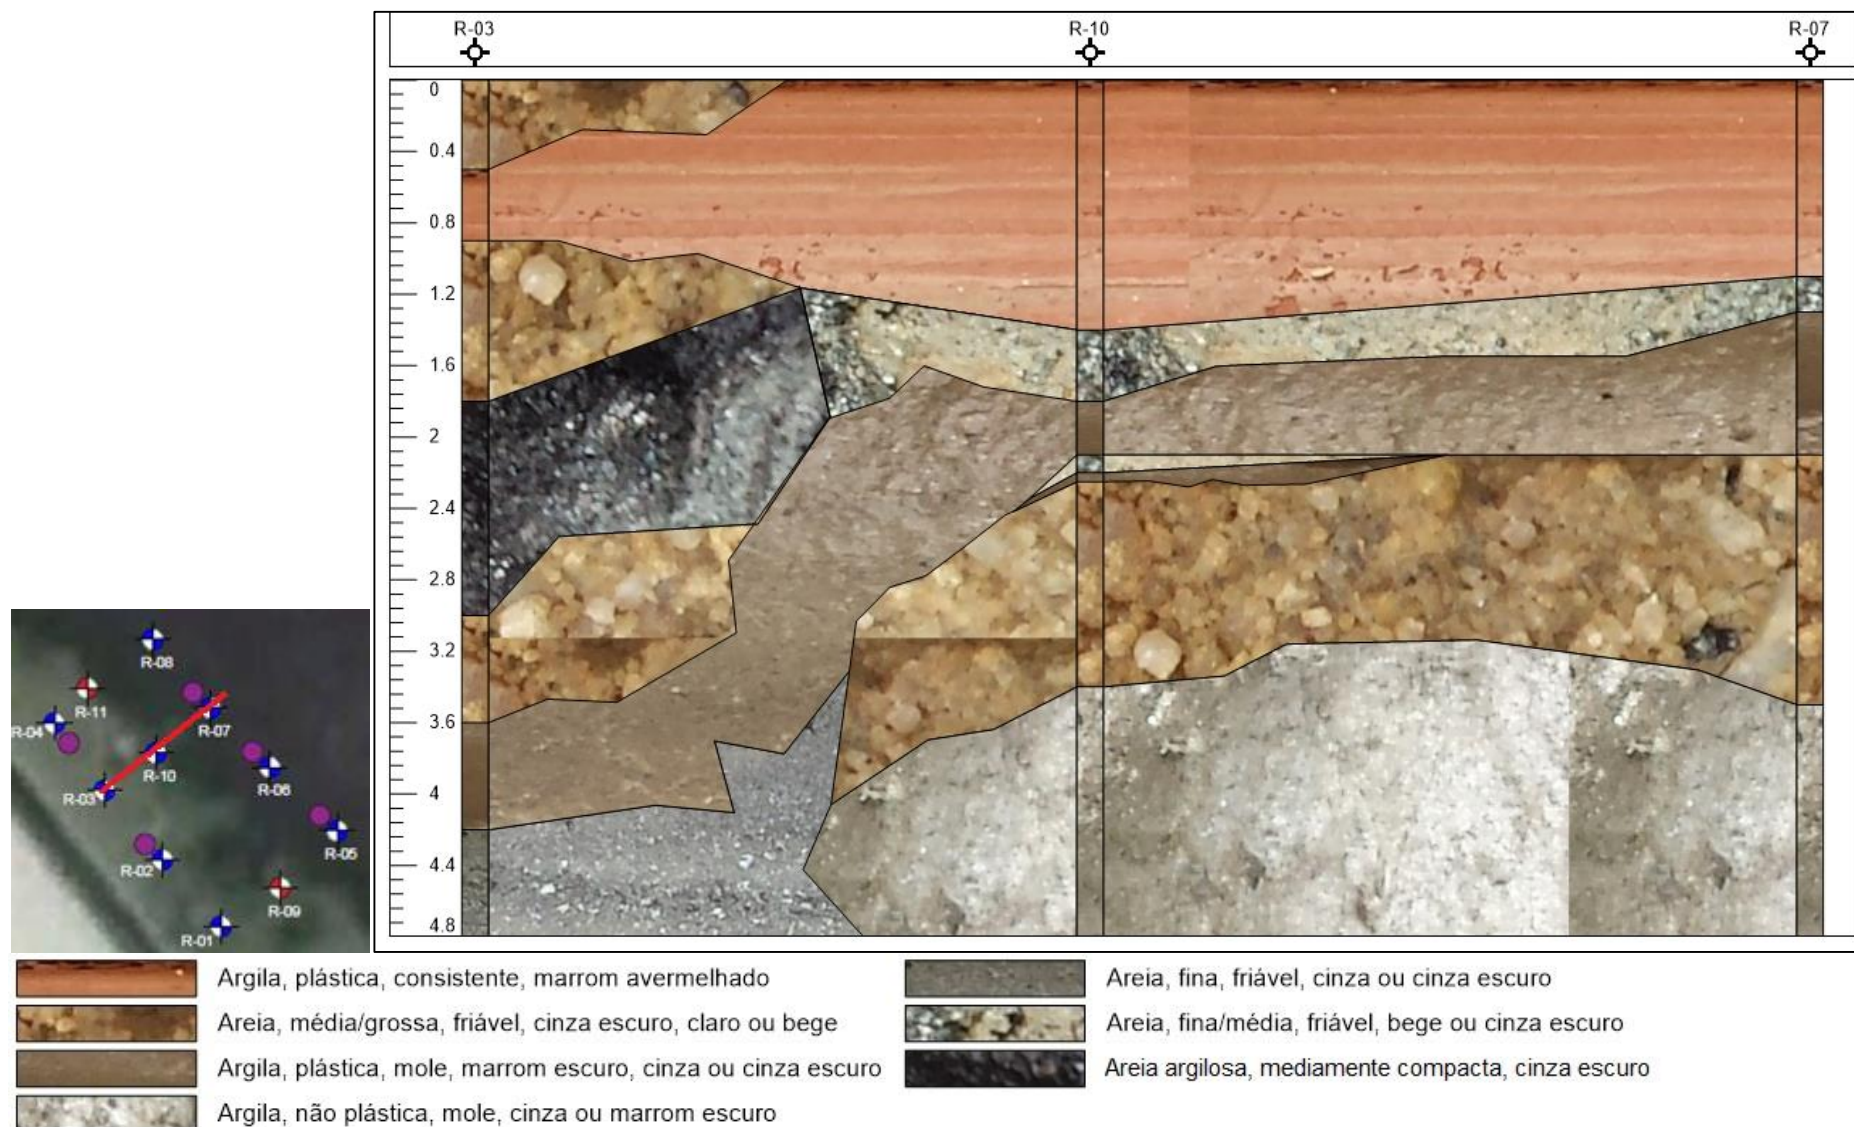 R-03
R-10
R-07
0
0.4
0.8
1.2
1.6
2
2.4
2.8
3.2
3.6
4
4.4
4.8
R-08
R-11
R-04
R-07
R-10
R-03
R-06
R-05
R-02
R-09
R-01
Argila, plástica, consistente, marrom avermelhado
Areia, média/grossa, friável, cinza escuro, claro ou bege
Argila, plástica, mole, marrom escuro, cinza ou cinza escuro
Argila, não plástica, mole, cinza ou marrom escuro
Areia, fina, friável, cinza ou cinza escuro
Areia, fina/média, friável, bege ou cinza escuro
Areia argilosa, mediamente compacta, cinza escuro